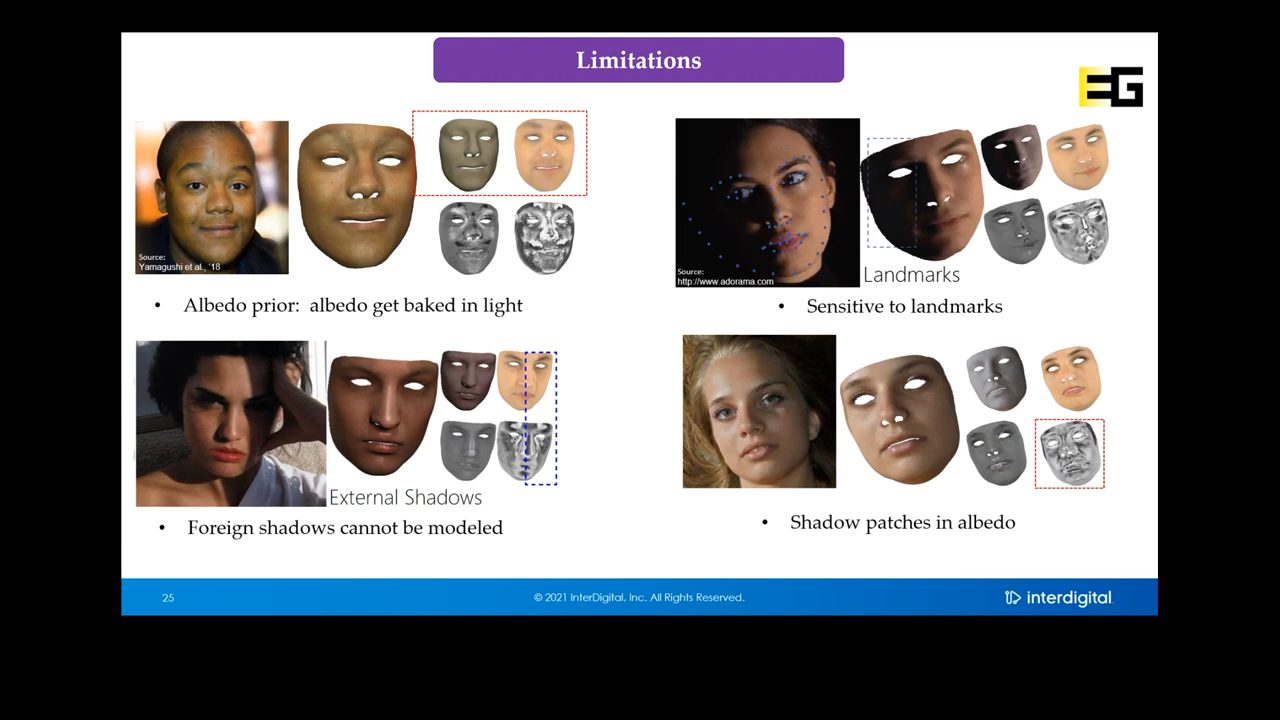 Limitations
EG
Source:
Yamagushi et al., '18
• Albedo prior: albedo get baked in light
Source:
http://www.adorama.com
Landmarks
• Sensitive to landmarks
External Shadows
• Foreign shadows cannot be modeled
• Shadow patches in albedo
25
© 2021 InterDigital, Inc. All Rights Reserved.
interdigital